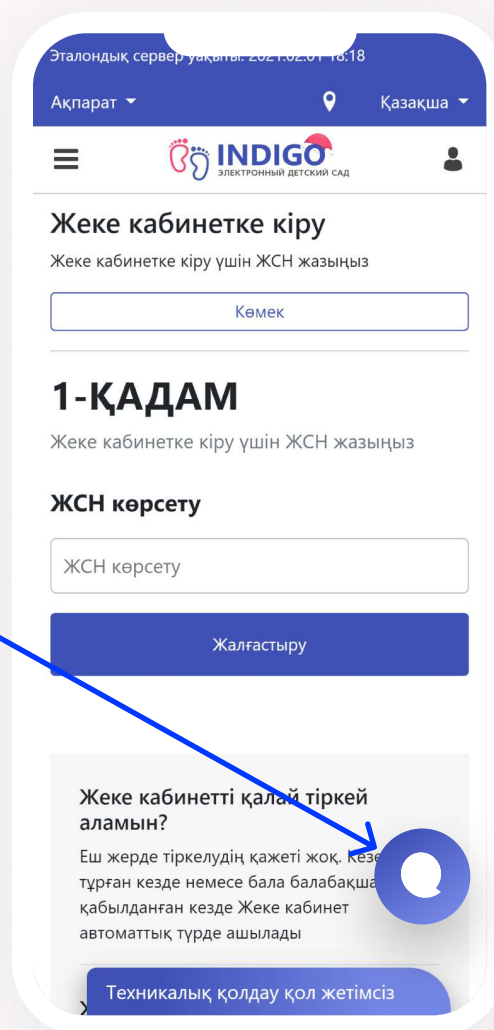 Эталондық сервер уақыты: 2021.02.01 18:18
Ақпарат
Қазақша
INDIGO
ЭЛЕКТРОННЫЙ ДЕТСКИЙ САД
Жеке кабинетке кіру
Жеке кабинетке кіру үшін ЖСН жазыңыз
Көмек
1-ҚАДАМ
Жеке кабинетке кіру үшін ЖСН жазыңыз
ЖСН көрсету
ЖСН көрсету
Жалғастыру
Жеке кабинетті қалай тіркей
аламын?
Еш жерде тіркелудің қажеті жоқ.
тұрған кезде немесе бала
қабылданған кезде Жеке кабинет
автоматтық түрде ашылады
Техникалық қолдау қол жетімсіз